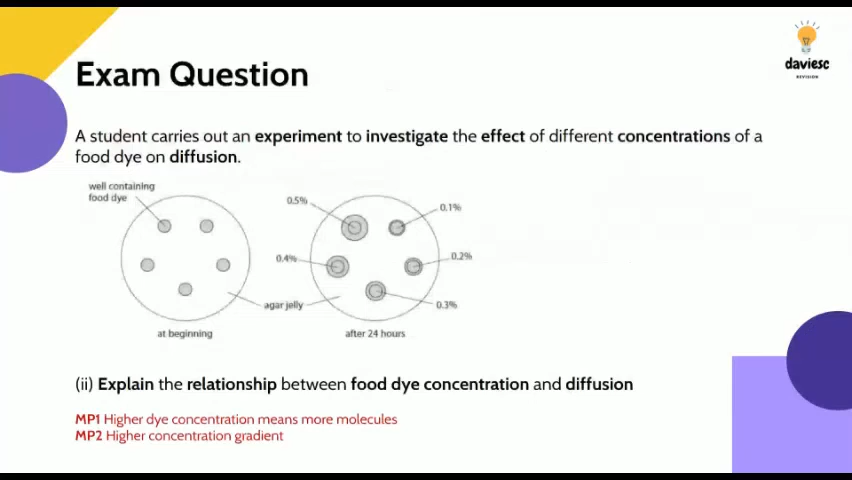 daviesc
REVISION
Exam Question
A student carries out an experiment to investigate the effect of different concentrations of a
food dye on diffusion.
well containing
food dye
0.5%
0.1%
0.4%
0.2%
agar jelly
0.3%
at beginning
after 24 hours
(ii) Explain the relationship between food dye concentration and diffusion
MP1 Higher dye concentration means more molecules
MP2 Higher concentration gradient